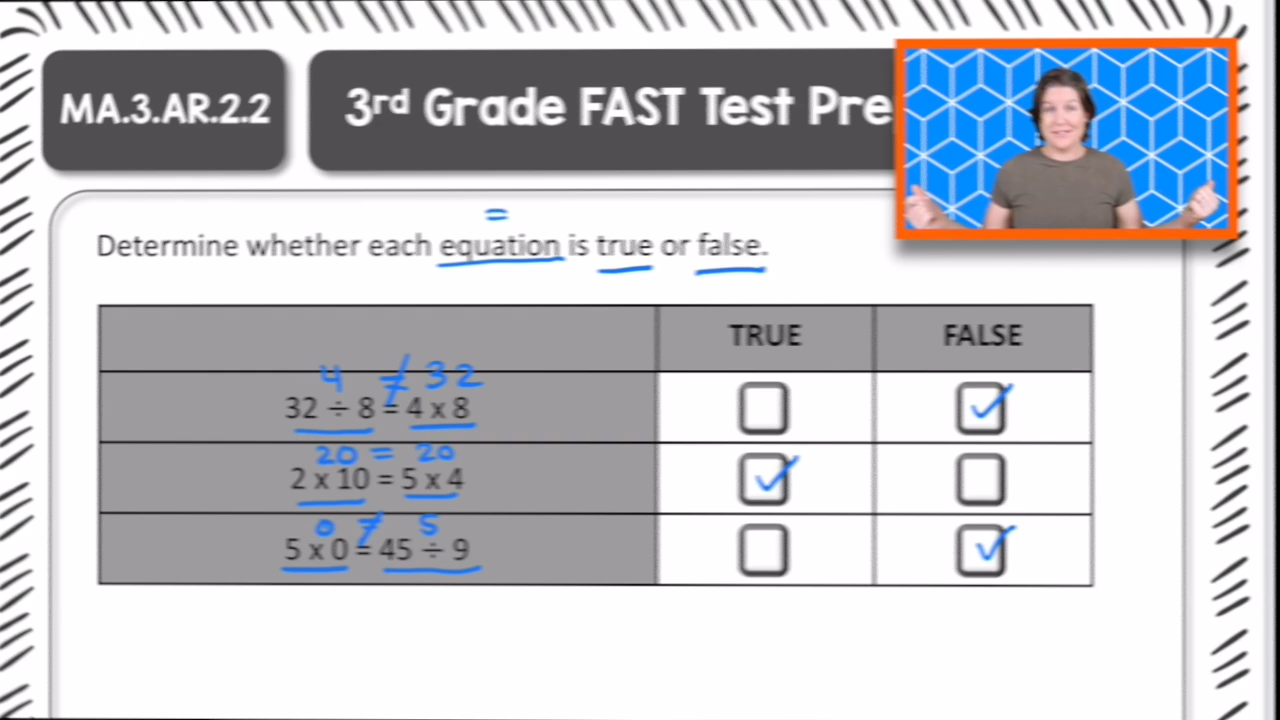 MA.3.AR.2.2
3rd Grade FAST Test Pre
=
Determine whether each equation is true or false.
TRUE FALSE
4 ≠ 32
32 ÷ 8 = 4 x 8
20 = 20
2 x 10 = 5 x 4
0 ≠ 5
5 x 0 = 45 ÷ 9